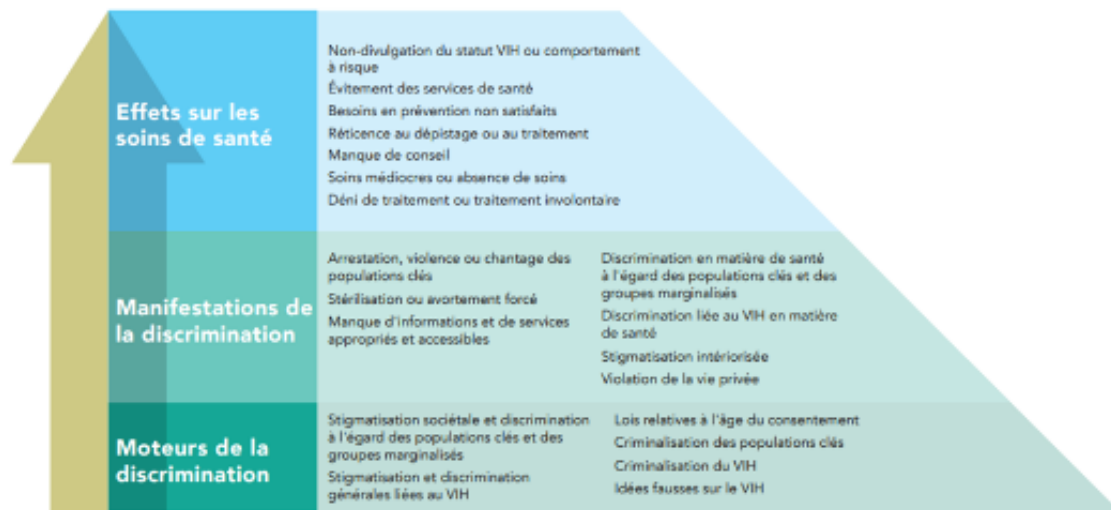 Effets sur les
soins de santé
Non-divulgation du statut VIH ou comportement
à risque
Évitement des services de santé
Besoins en prévention non satisfaits
Réticence au dépistage ou au traitement
Manque de conseil
Soins médiocres ou absence de soins
Déni de traitement ou traitement involontaire
Manifestations de
la discrimination
Arrestation, violence ou chantage des
populations clés
Stérilisation ou avortement forcé
Manque d'informations et de services
appropriés et accessibles
Discrimination en matière de santé
à l'égard des populations clés et des
groupes marginalisés
Discrimination liée au VIH en matière
de santé
Stigmatisation intériorisée
Violation de la vie privée
Moteurs de la
discrimination
Stigmatisation sociétale et discrimination
à l'égard des populations clés et des
groupes marginalisés
Stigmatisation et discrimination
générales liées au VIH
Lois relatives à l'âge du consentement
Criminalisation des populations clés
Criminalisation du VIH
Idées fausses sur le VIH